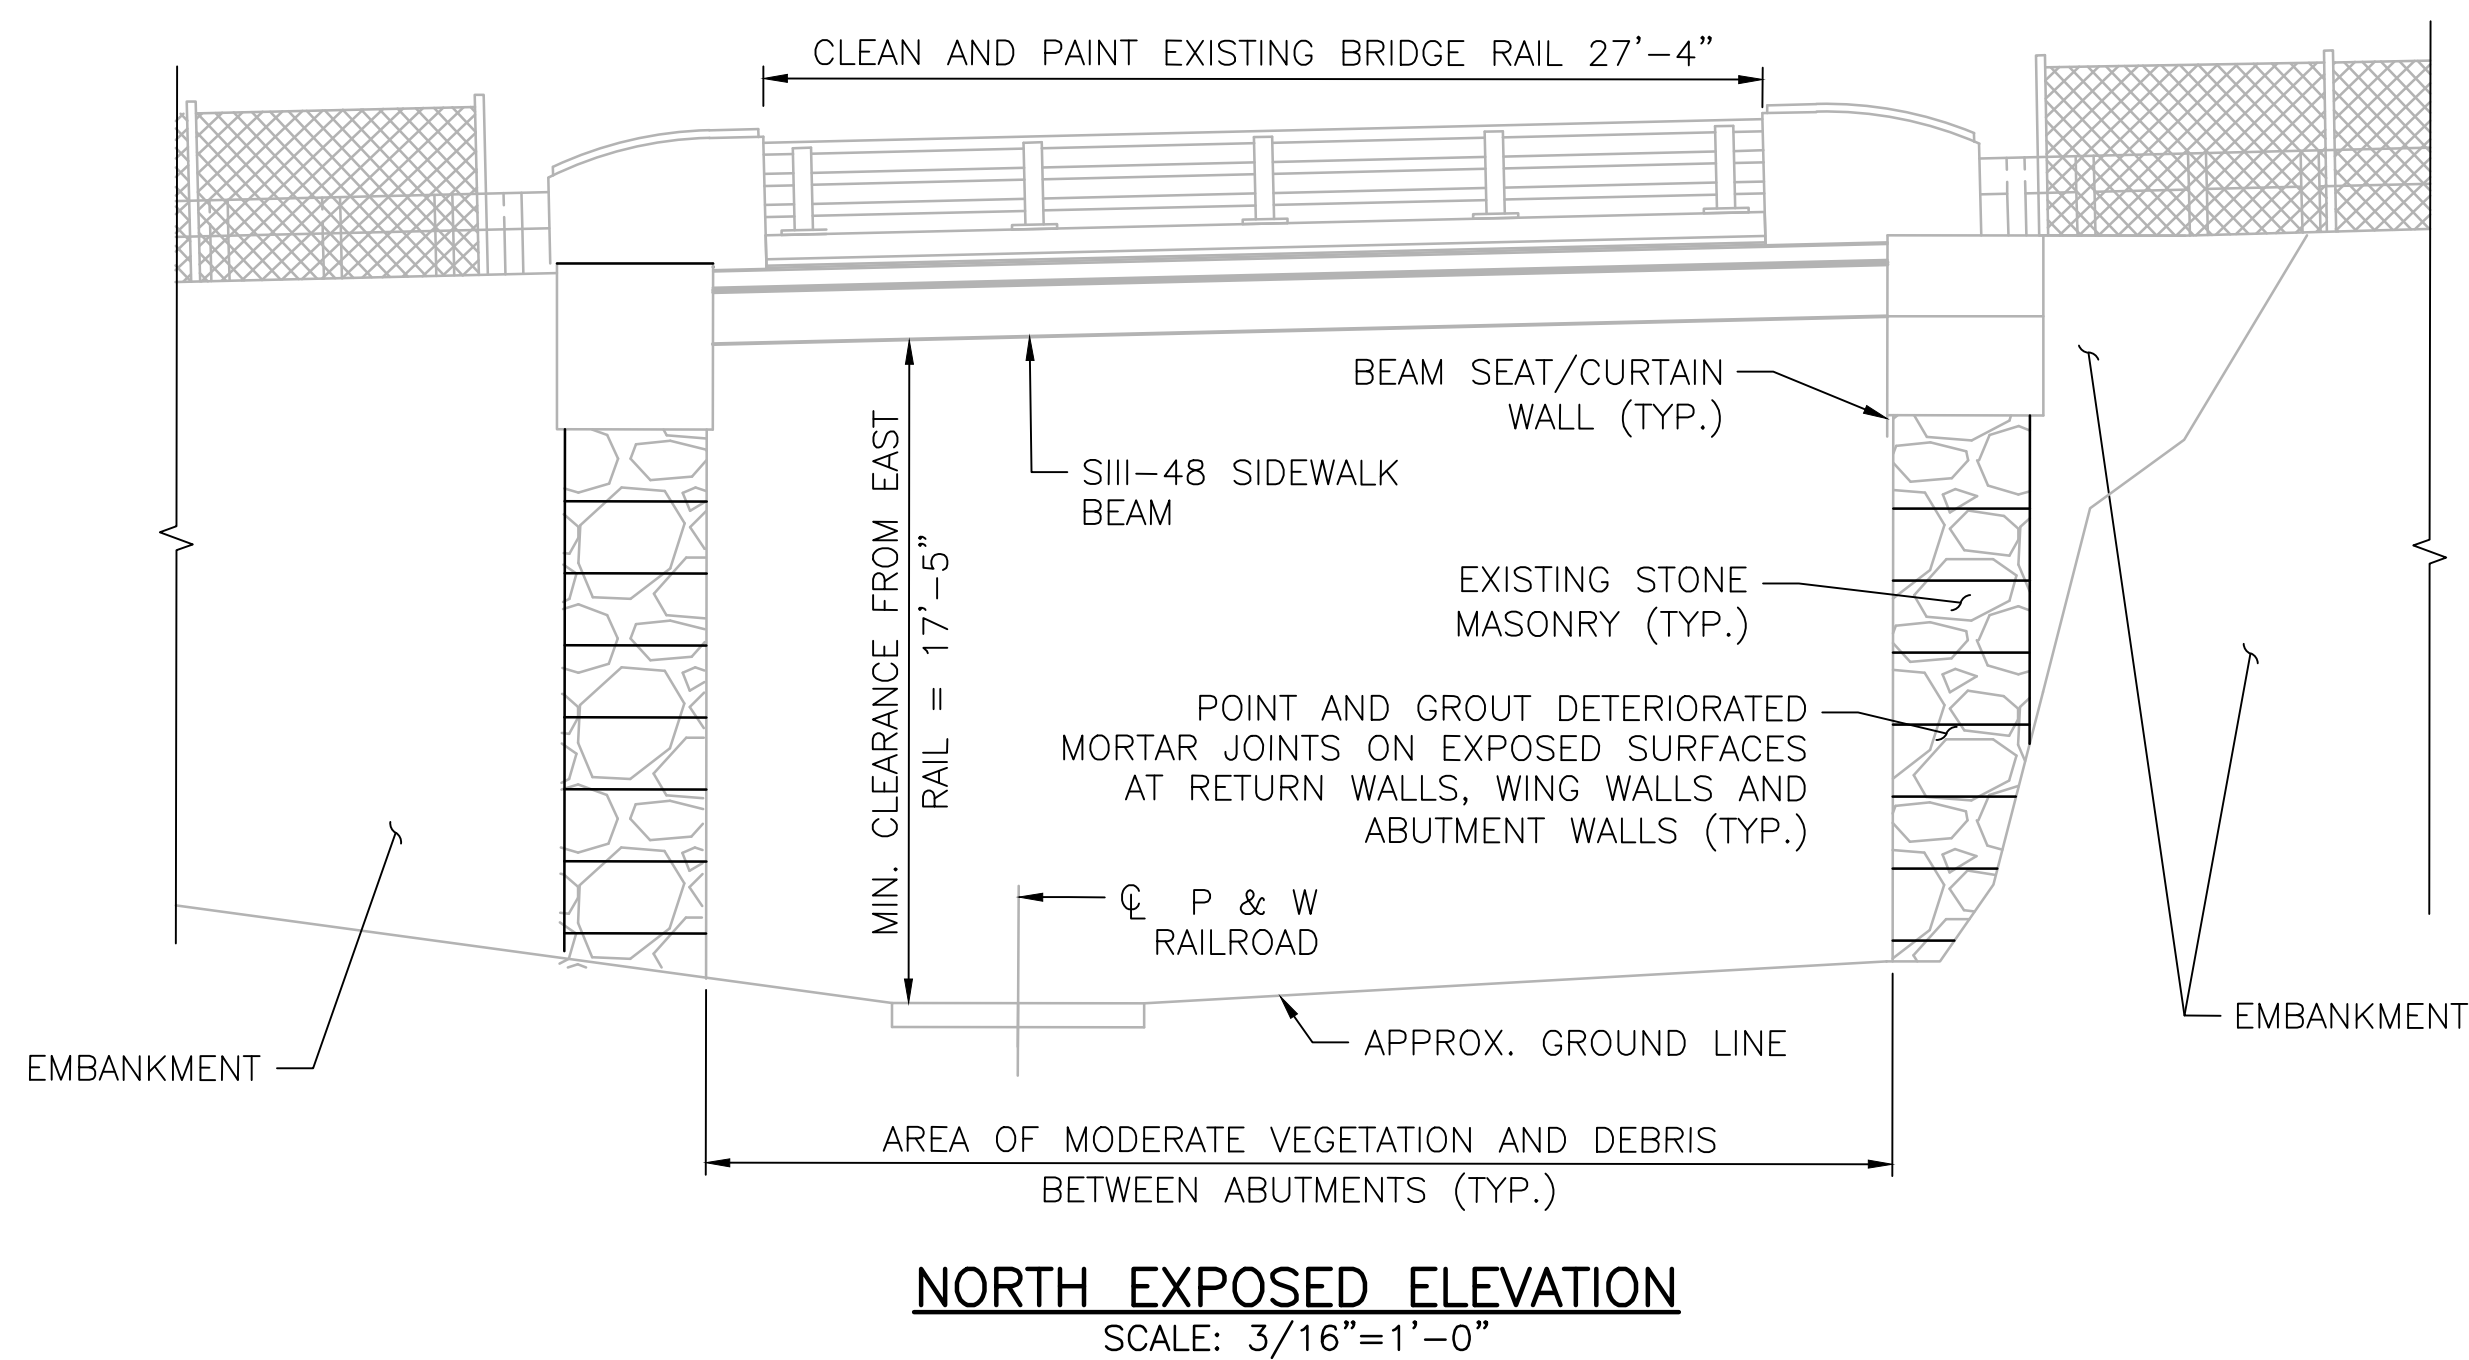 CLEAN AND PAINT EXISTING BRIDGE RAIL 27'-4"
BEAM SEAT/CURTAIN
WALL (TYP.)
SIII-48 SIDEWALK
BEAM
MIN. CLEARANCE FROM EAST
RAIL = 17'-5"
EXISTING STONE
MASONRY (TYP.)
POINT AND GROUT DETERIORATED
MORTAR JOINTS ON EXPOSED SURFACES
AT RETURN WALLS, WING WALLS AND
ABUTMENT WALLS (TYP.)
℄ P & W
RAILROAD
EMBANKMENT
APPROX. GROUND LINE
EMBANKMENT
AREA OF MODERATE VEGETATION AND DEBRIS
BETWEEN ABUTMENTS (TYP.)
NORTH EXPOSED ELEVATION
SCALE: 3/16"=1'-0"